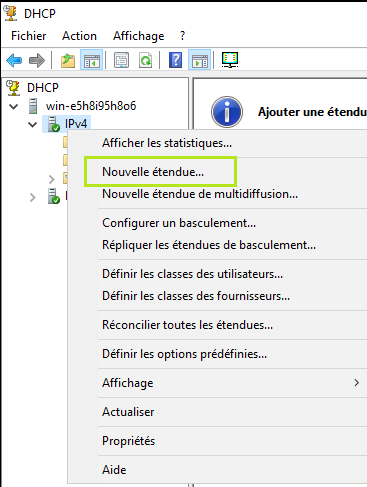 DHCP
Fichier Action Affichage ?
DHCP
win-e5h8i95h8o6
IPv4
Ajouter une étendu
Afficher les statistiques...
Nouvelle étendue...
Nouvelle étendue de multidiffusion...
Configurer un basculement...
Répliquer les étendues de basculement...
Définir les classes des utilisateurs...
Définir les classes des fournisseurs...
Réconcilier toutes les étendues...
Définir les options prédéfinies...
Affichage
Actualiser
Propriétés
Aide